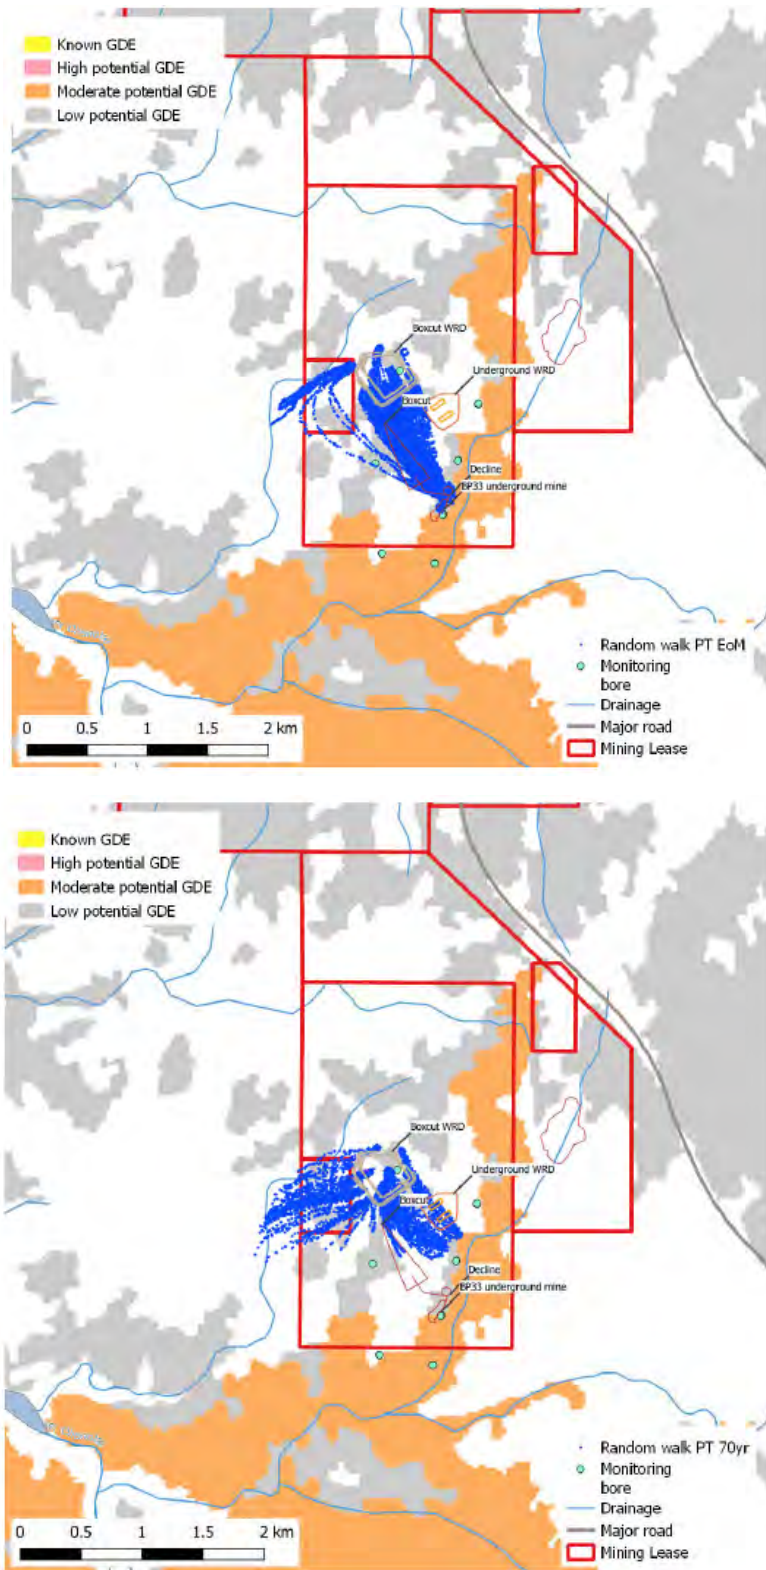 Known GDE
High potential GDE
Moderate potential GDE
Low potential GDE
Boxcut WRD
Underground WRD
Boxcut
Decline
BP33 underground mine
Random walk PT EoM
Monitoring
bore
Drainage
Major road
Mining Lease
0 0.5 1 1.5 2 km
Known GDE
High potential GDE
Moderate potential GDE
Low potential GDE
Boxcut WRD
Underground WRD
Boxcut
Decline
BP33 underground mine
Random walk PT 70yr
Monitoring
bore
Drainage
Major road
Mining Lease
0 0.5 1 1.5 2 km